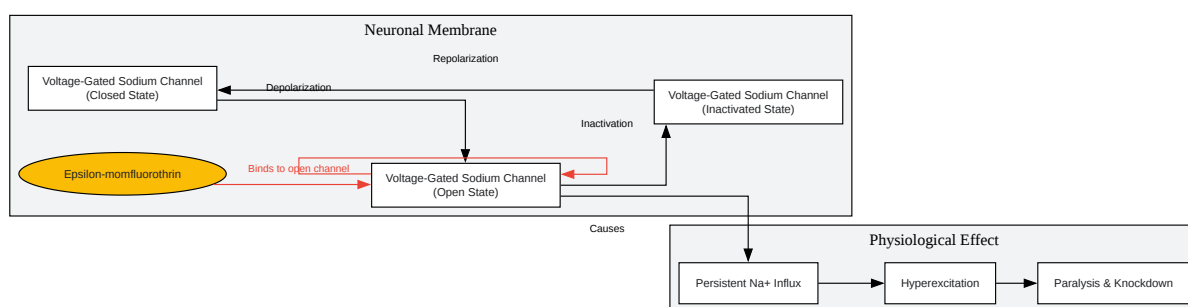 Neuronal Membrane
Repolarization
Voltage-Gated Sodium Channel
(Closed State)
Depolarization
Voltage-Gated Sodium Channel
(Inactivated State)
Inactivation
Epsilon-momfluorothrin
Binds to open channel
Voltage-Gated Sodium Channel
(Open State)
Causes
Physiological Effect
Persistent Na+ Influx
Hyperexcitation
Paralysis & Knockdown